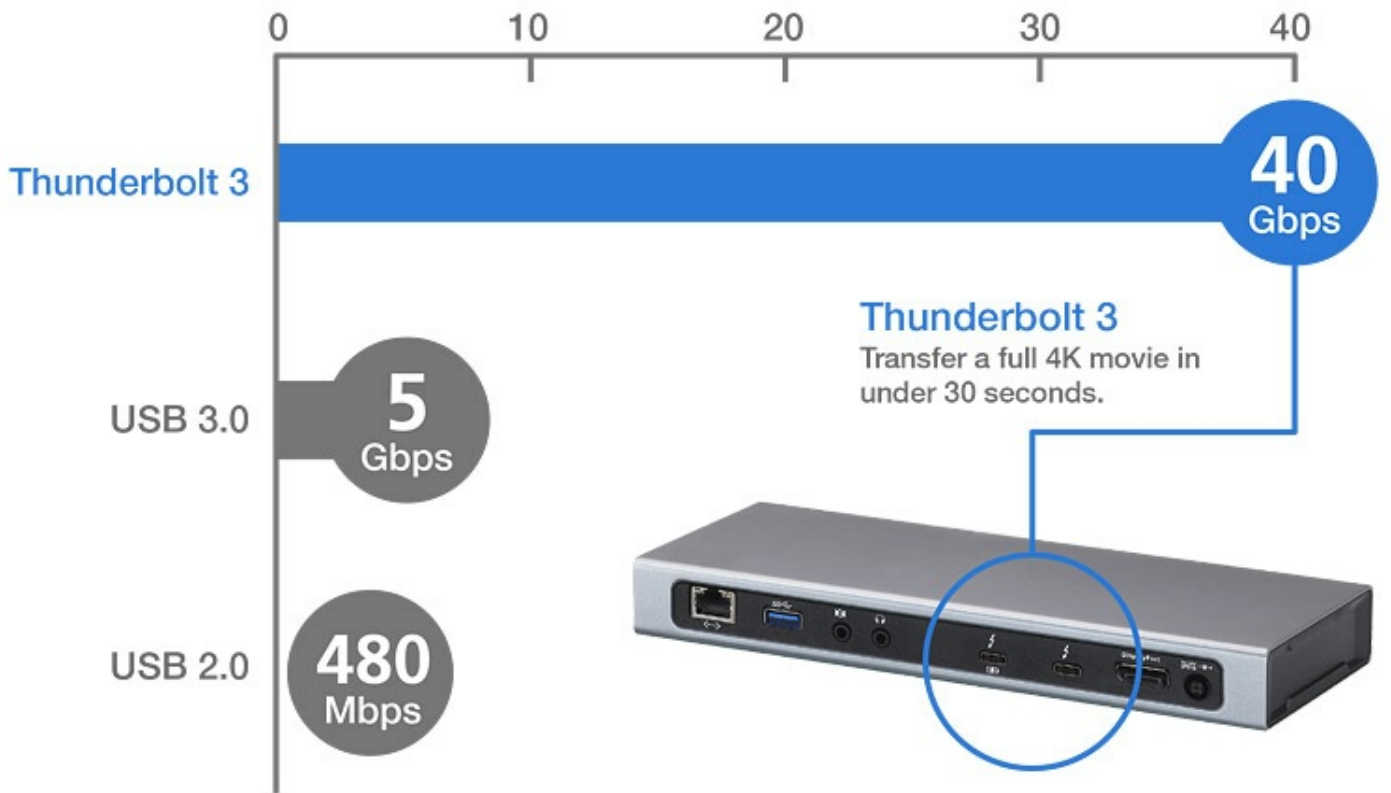 0 10 20 30 40
Thunderbolt 3
40
Gbps
Thunderbolt 3
Transfer a full 4K movie in
under 30 seconds.
USB 3.0
5
Gbps
USB 2.0
480
Mbps